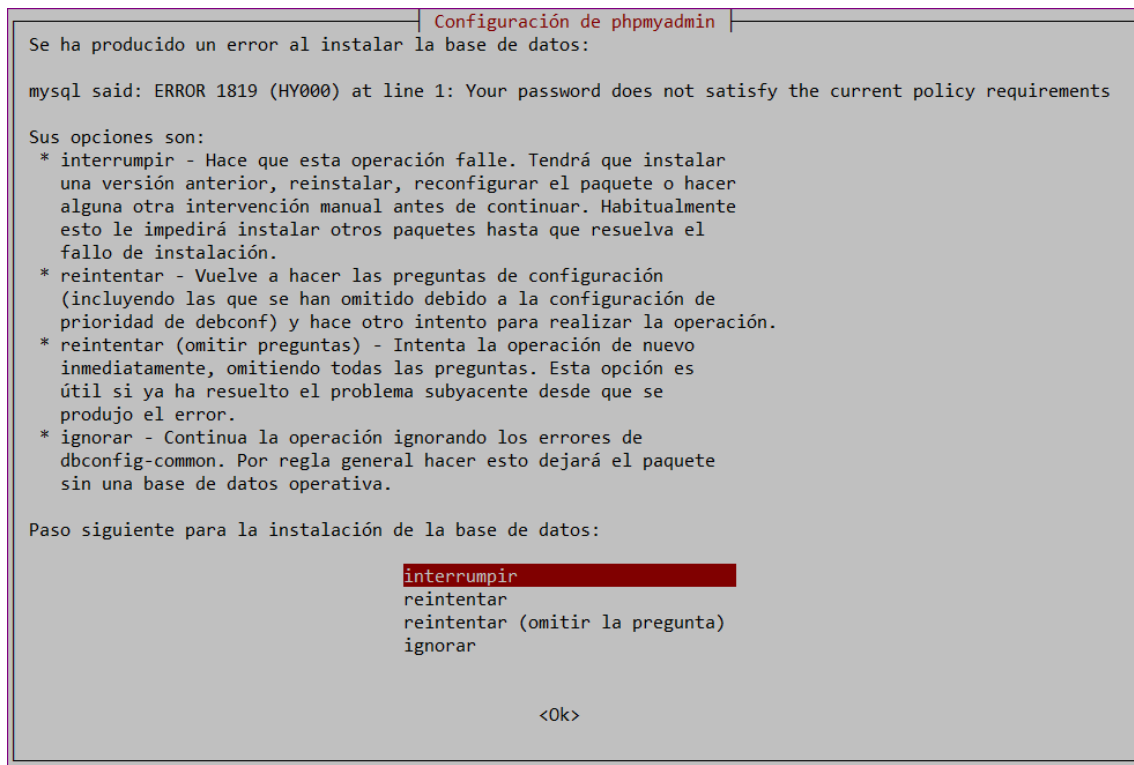 Configuración de phpmyadmin
Se ha producido un error al instalar la base de datos:
mysql said: ERROR 1819 (HY000) at line 1: Your password does not satisfy the current policy requirements
Sus opciones son:
* interrumpir - Hace que esta operación falle. Tendrá que instalar
una versión anterior, reinstalar, reconfigurar el paquete o hacer
alguna otra intervención manual antes de continuar. Habitualmente
esto le impedirá instalar otros paquetes hasta que resuelva el
fallo de instalación.
* reintentar - Vuelve a hacer las preguntas de configuración
(incluyendo las que se han omitido debido a la configuración de
prioridad de debconf) y hace otro intento para realizar la operación.
* reintentar (omitir preguntas) - Intenta la operación de nuevo
inmediatamente, omitiendo todas las preguntas. Esta opción es
útil si ya ha resuelto el problema subyacente desde que se
produjo el error.
* ignorar - Continua la operación ignorando los errores de
dbconfig-common. Por regla general hacer esto dejará el paquete
sin una base de datos operativa.
Paso siguiente para la instalación de la base de datos:
interrumpir
reintentar
reintentar (omitir la pregunta)
ignorar
<Ok>